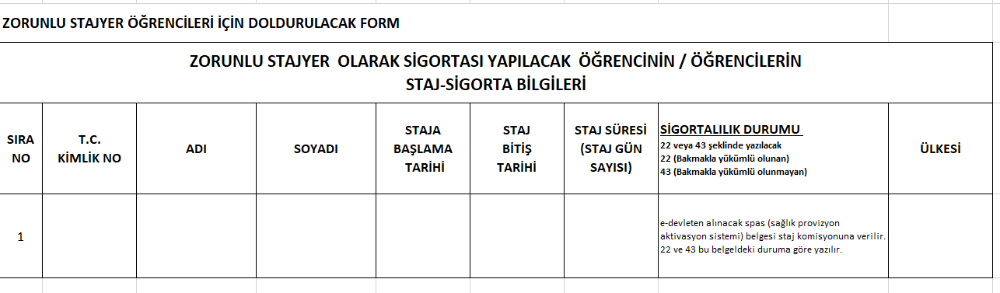 ZORUNLU STAJYER ÖĞRENCİLERİ İÇİN DOLDURULACAK FORM
ZORUNLU STAJYER OLARAK SİGORTASI YAPILACAK ÖĞRENCİNİN / ÖĞRENCİLERİN
STAJ-SİGORTA BİLGİLERİ
SIRA
NO
T.C.
KİMLİK NO
ADI
SOYADI
STAJA
BAŞLAMA
TARİHİ
STAJ
BİTİŞ
TARİHİ
STAJ SÜRESİ
(STAJ GÜN
SAYISI)
SİGORTALILIK DURUMU
22 veya 43 şeklinde yazılacak
22 (Bakmakla yükümlü olunan)
43 (Bakmakla yükümlü olunmayan)
ÜLKESİ
1
e-devleten alınacak spas (sağlık provizyon
aktivasyon sistemi) belgesi staj komisyonuna verilir.
22 ve 43 bu belgeldeki duruma göre yazılır.